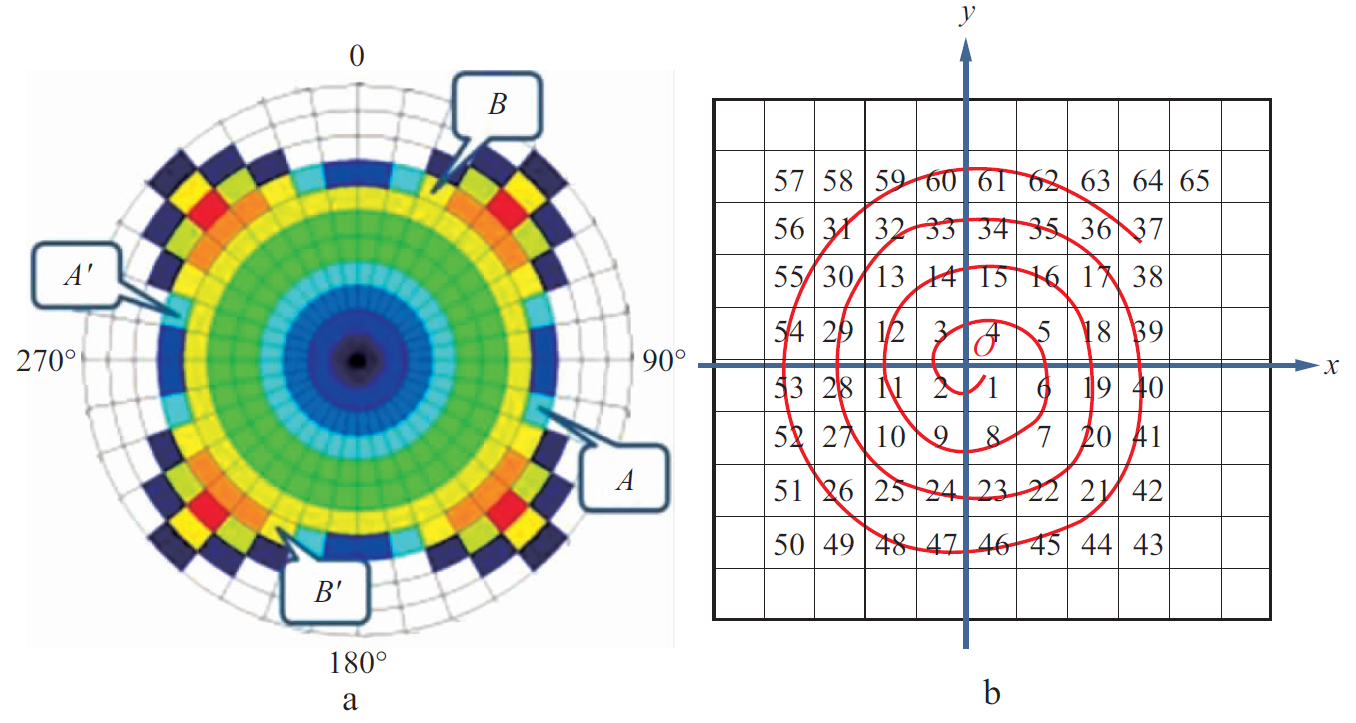 0
B
A'
270°
90°
A
B'
180°
a
y
57 58 59 60 61 62 63 64 65
56 31 32 33 34 35 36 37
55 30 13 14 15 16 17 38
54 29 12 3 4 5 18 39
O
x
53 28 11 2 1 6 19 40
52 27 10 9 8 7 20 41
51 26 25 24 23 22 21 42
50 49 48 47 46 45 44 43
b